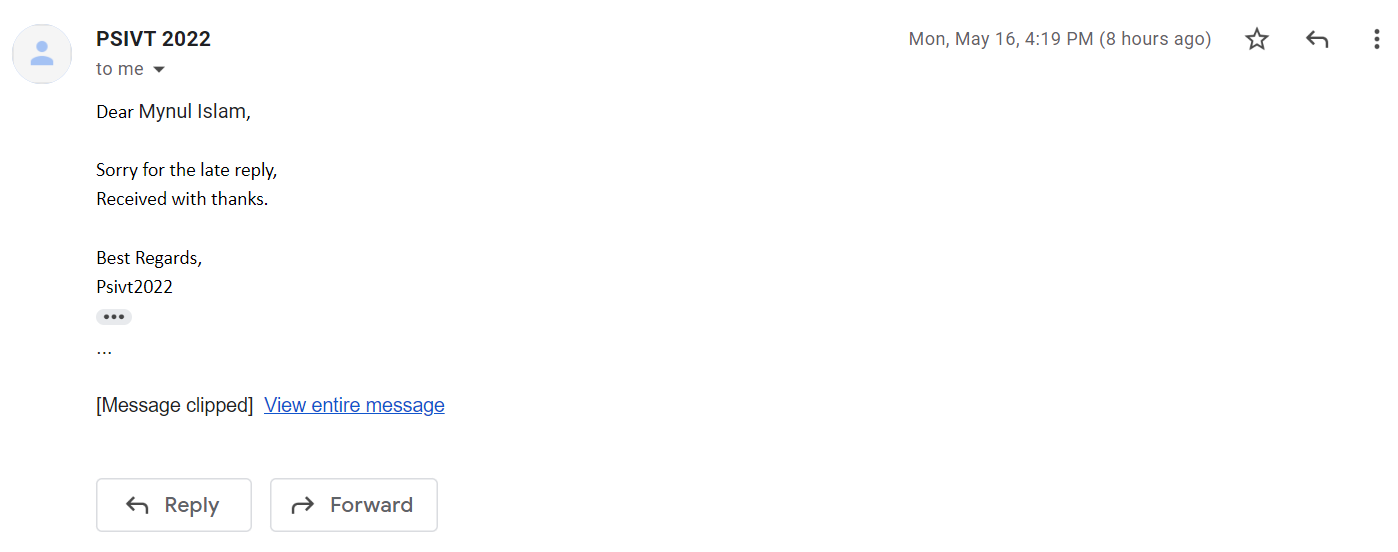 PSIVT 2022
Mon, May 16, 4:19 PM (8 hours ago)
to me
Dear Mynul Islam,
Sorry for the late reply,
Received with thanks.
Best Regards,
Psivt2022
...
[Message clipped] View entire message
Reply
Forward